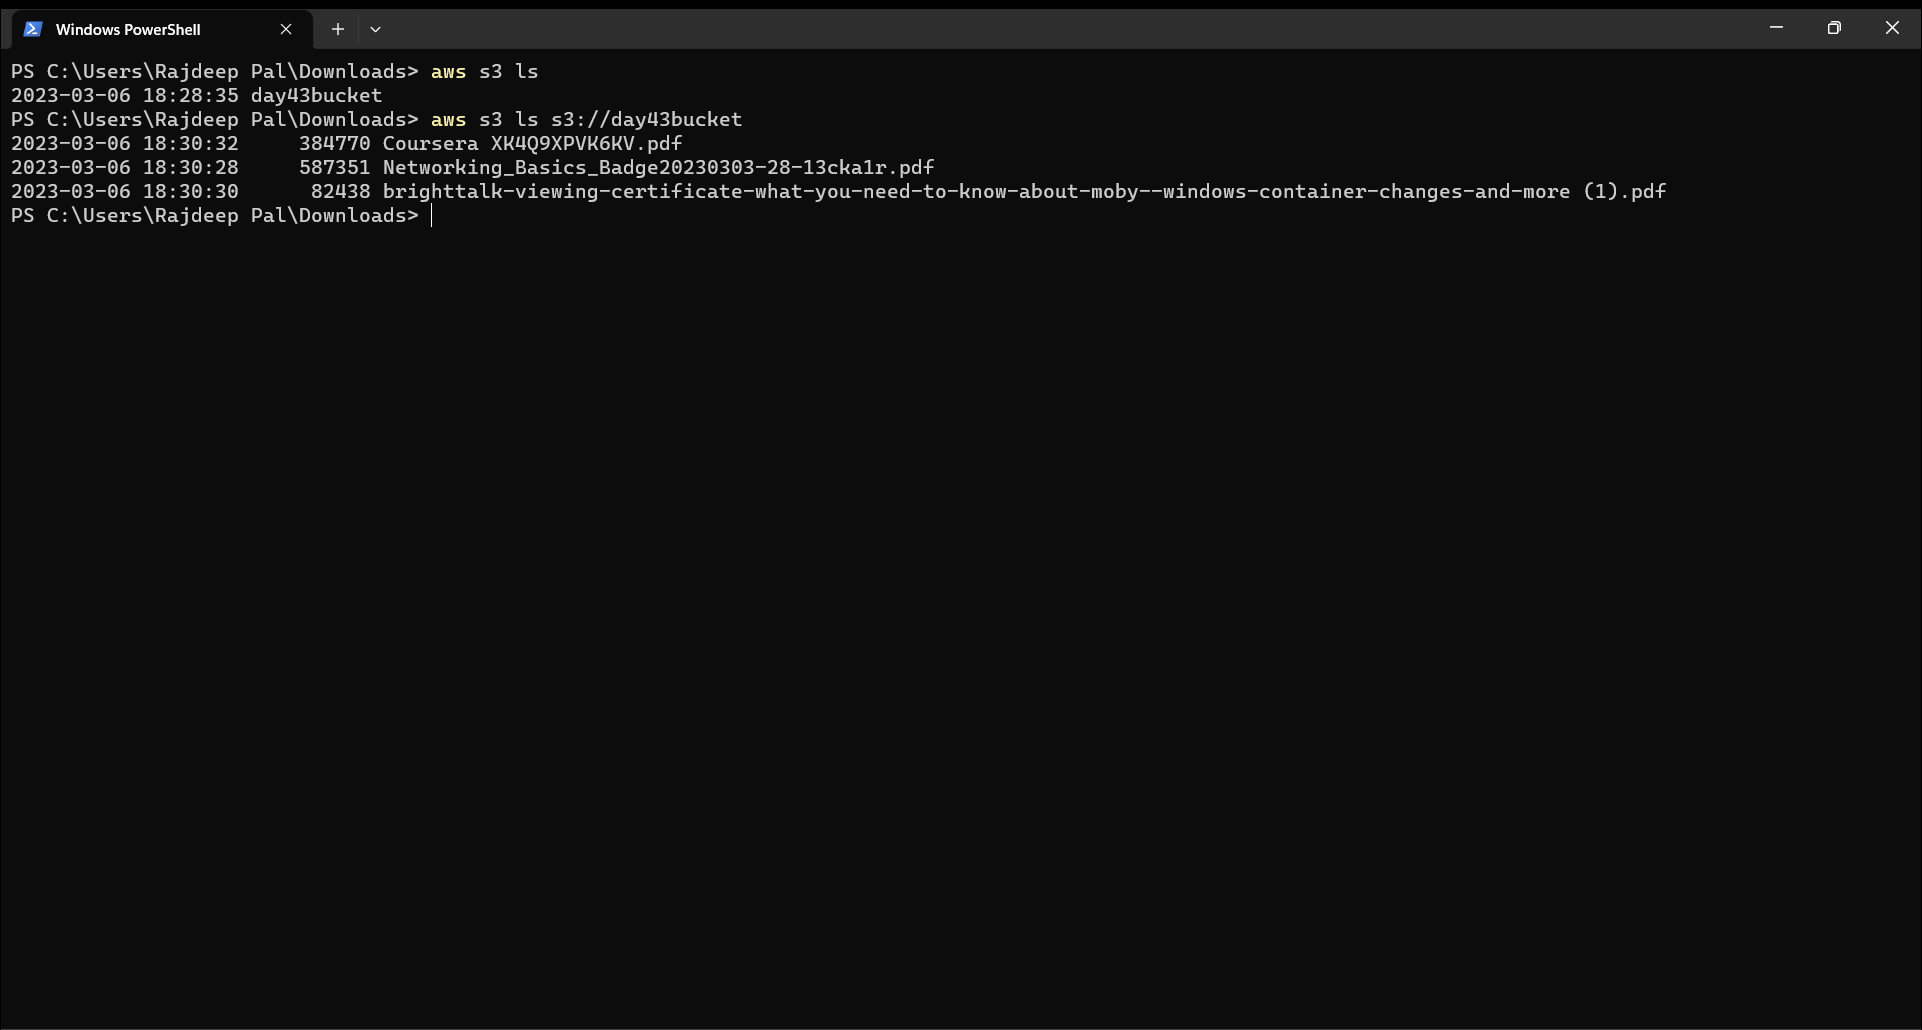 Windows PowerShell
PS C:\Users\Rajdeep Pal\Downloads> aws s3 ls
2023-03-06 18:28:35 day43bucket
PS C:\Users\Rajdeep Pal\Downloads> aws s3 ls s3://day43bucket
2023-03-06 18:30:32     384770 Coursera XK4Q9XPVK6KV.pdf
2023-03-06 18:30:28     587351 Networking_Basics_Badge20230303-28-13cka1r.pdf
2023-03-06 18:30:30      82438 brighttalk-viewing-certificate-what-you-need-to-know-about-moby--windows-container-changes-and-more (1).pdf
PS C:\Users\Rajdeep Pal\Downloads>